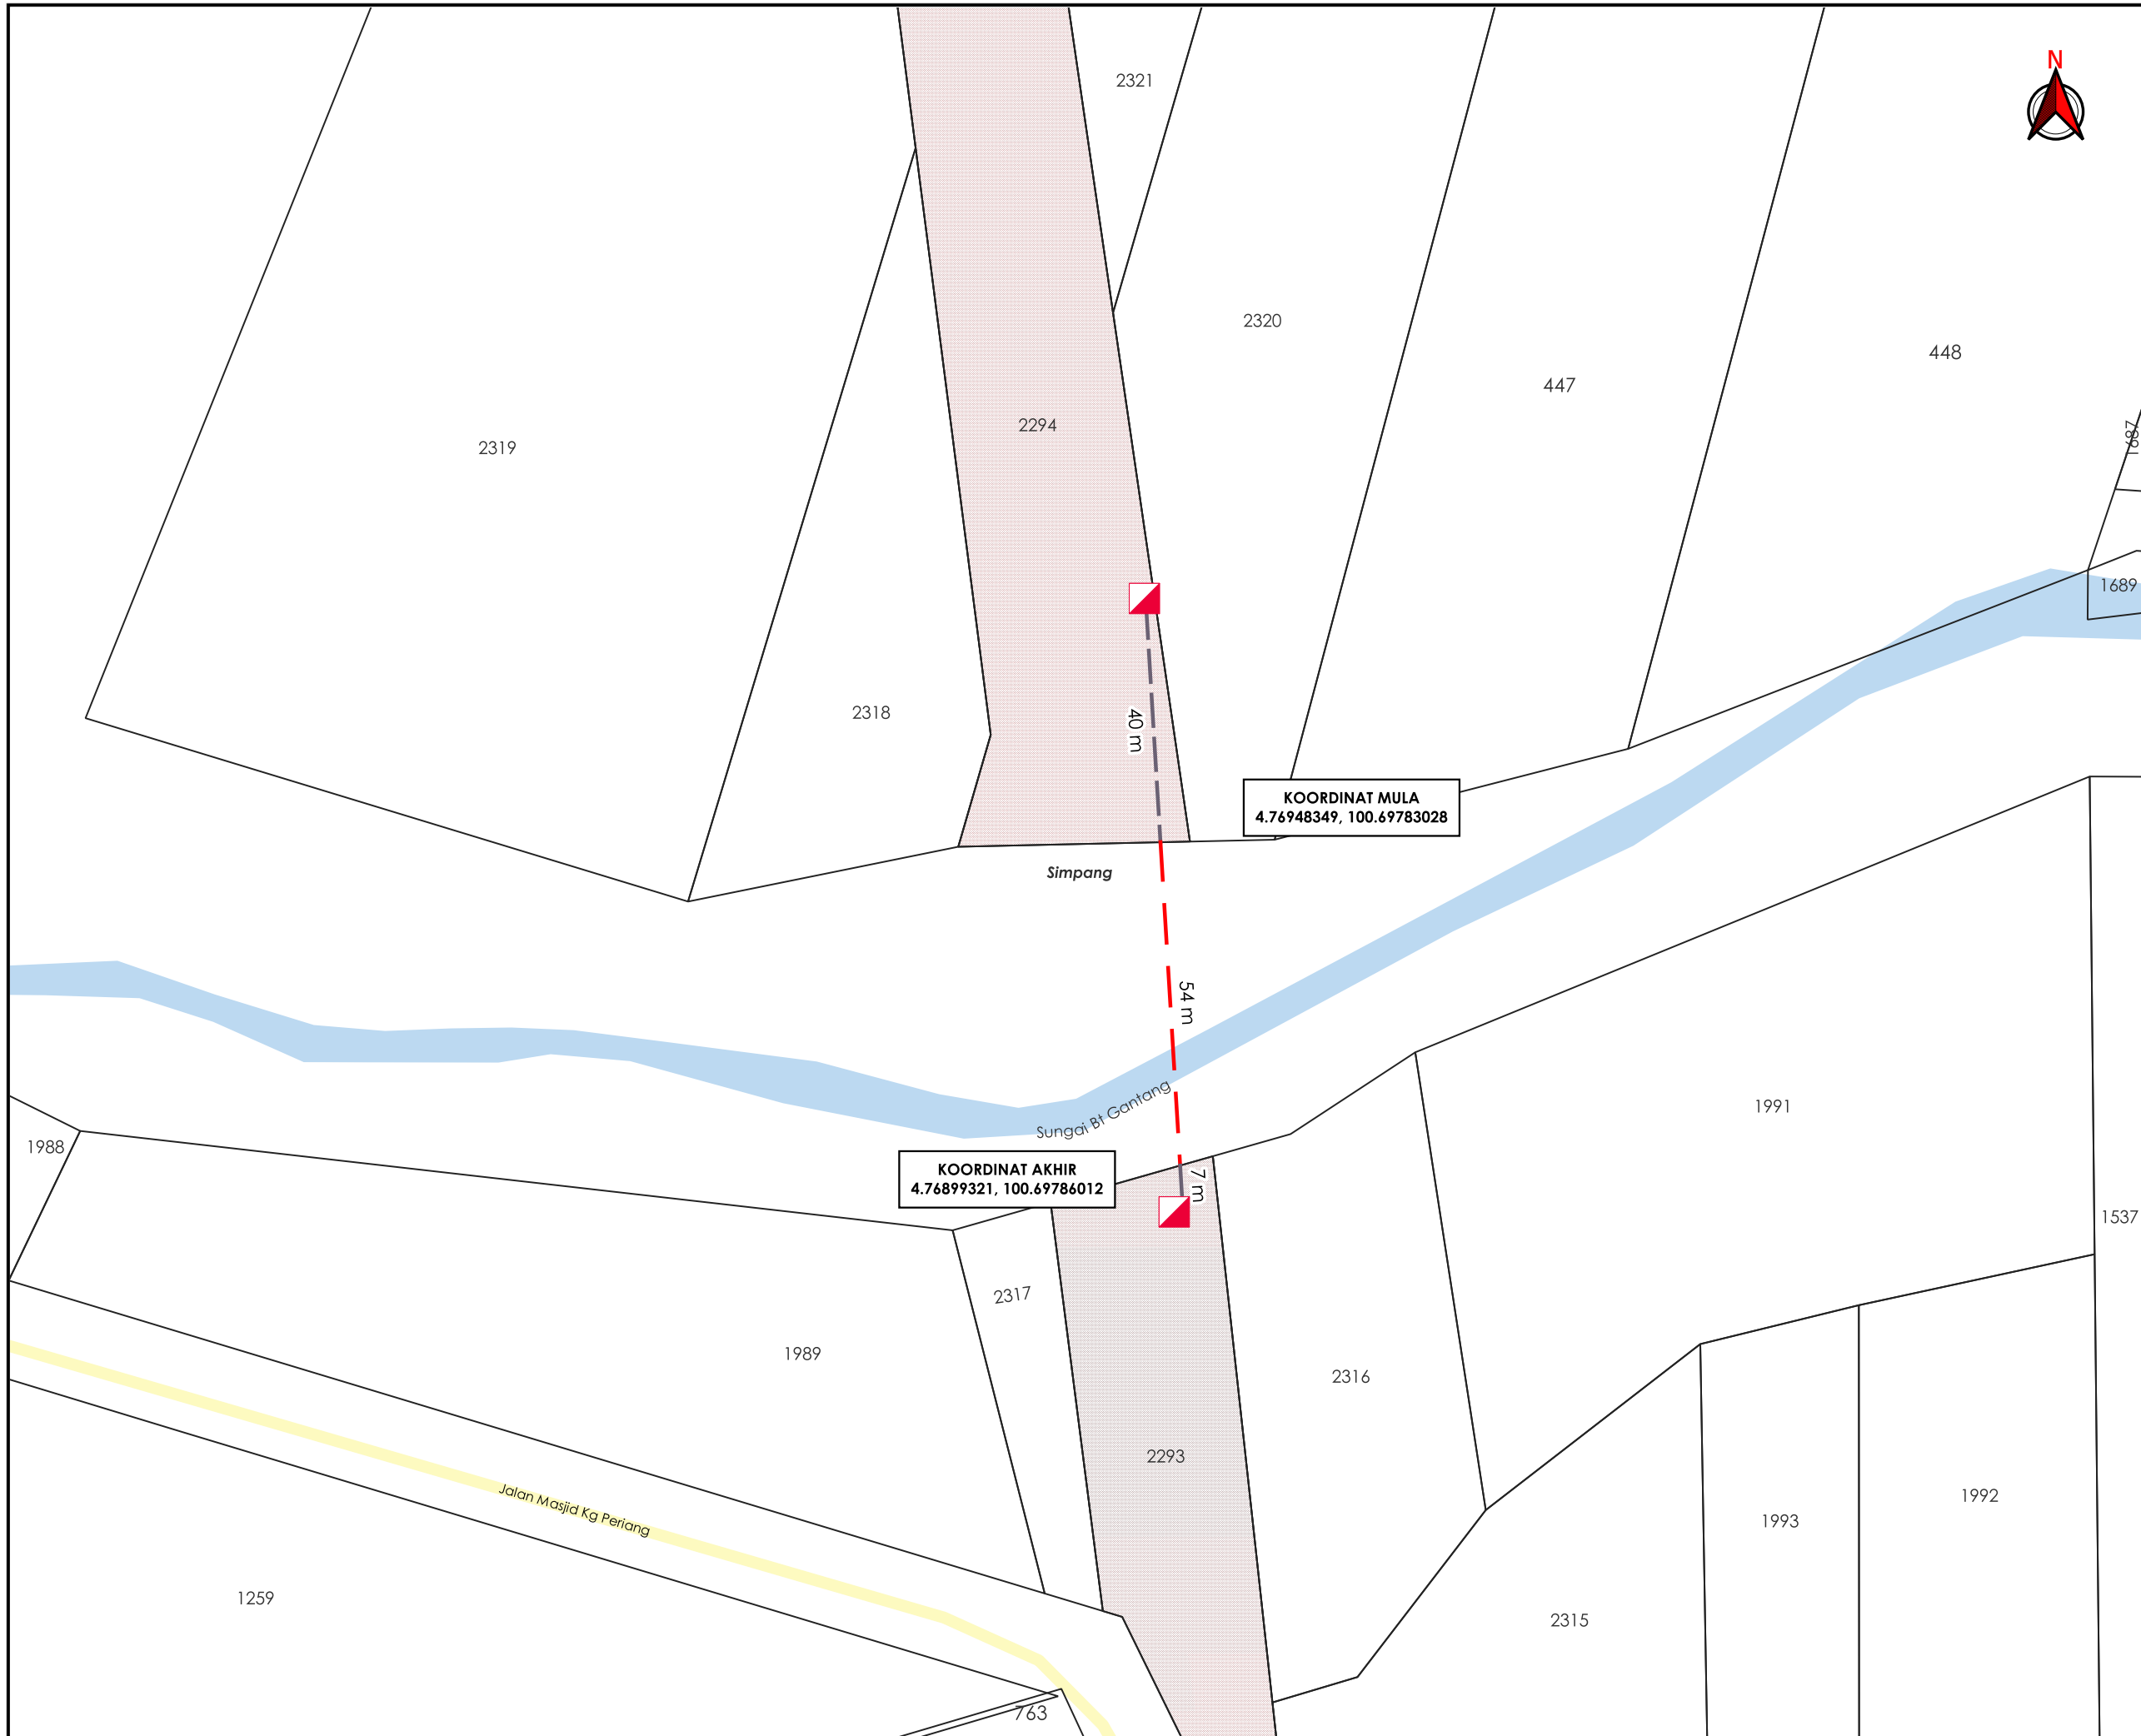 N
2321
2320
448
447
2294
2319
1687
1689
2318
40 m
KOORDINAT MULA
4.76948349, 100.69783028
Simpang
54 m
Sungai Bt Gantang
1991
1988
KOORDINAT AKHIR
4.76899321, 100.69786012
7 m
1537
2317
1989
2316
2293
Jalan Masjid Kg Periang
1992
1993
1259
2315
763